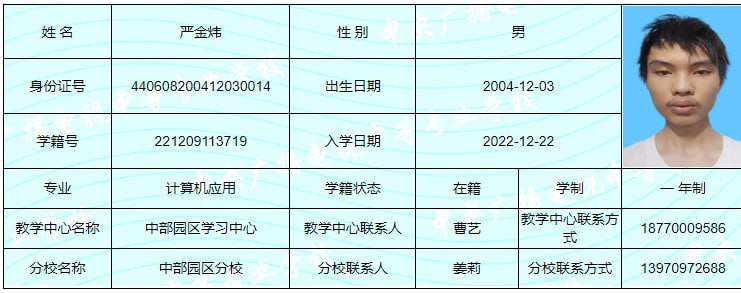 姓 名 严金炜 性 别 男
身份证号 440608200412030014 出生日期 2004-12-03
学籍号 221209113719 入学日期 2022-12-22
专业 计算机应用 学籍状态 在籍 学制 一 年制
教学中心名称 中部园区学习中心 教学中心联系人 曹艺 教学中心联系方式 18770009586
分校名称 中部园区分校 分校联系人 姜莉 分校联系方式 13970972688